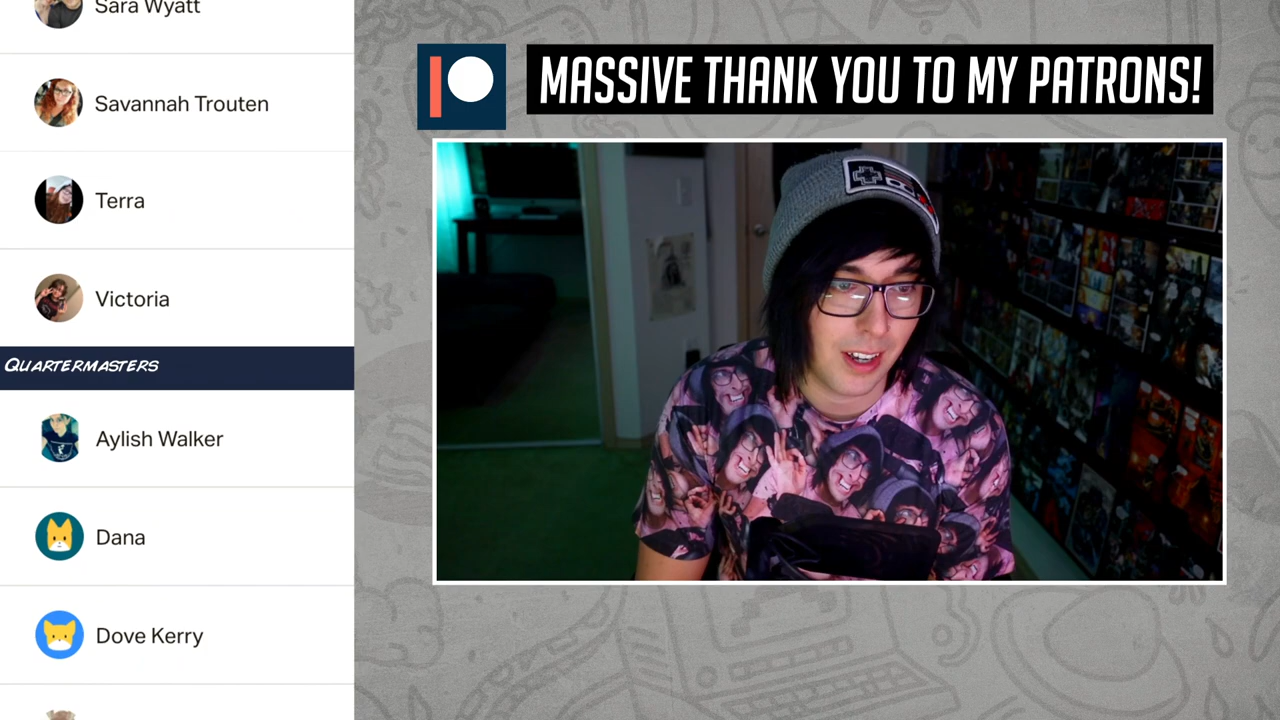 Sara Wyatt
Savannah Trouten
Terra
Victoria
QUARTERMASTERS
Aylish Walker
Dana
Dove Kerry
MASSIVE THANK YOU TO MY PATRONS!